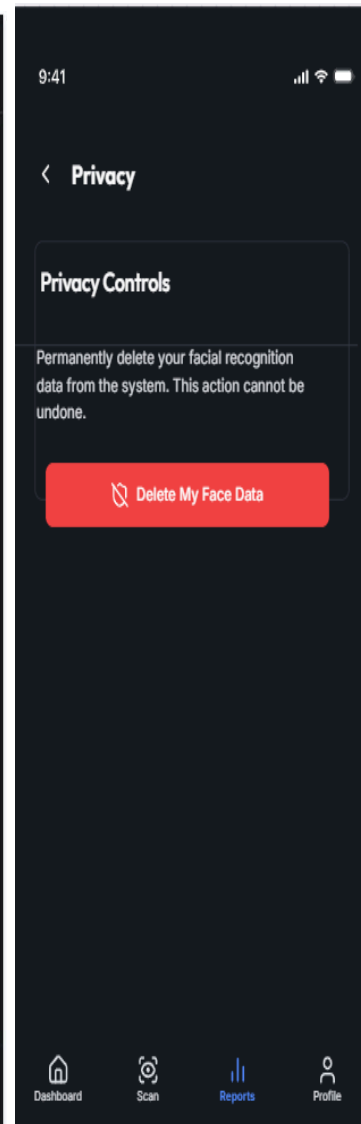 9:41
Privacy
Privacy Controls
Permanently delete your facial recognition
data from the system. This action cannot be
undone.
Delete My Face Data
Dashboard Scan Reports Profile